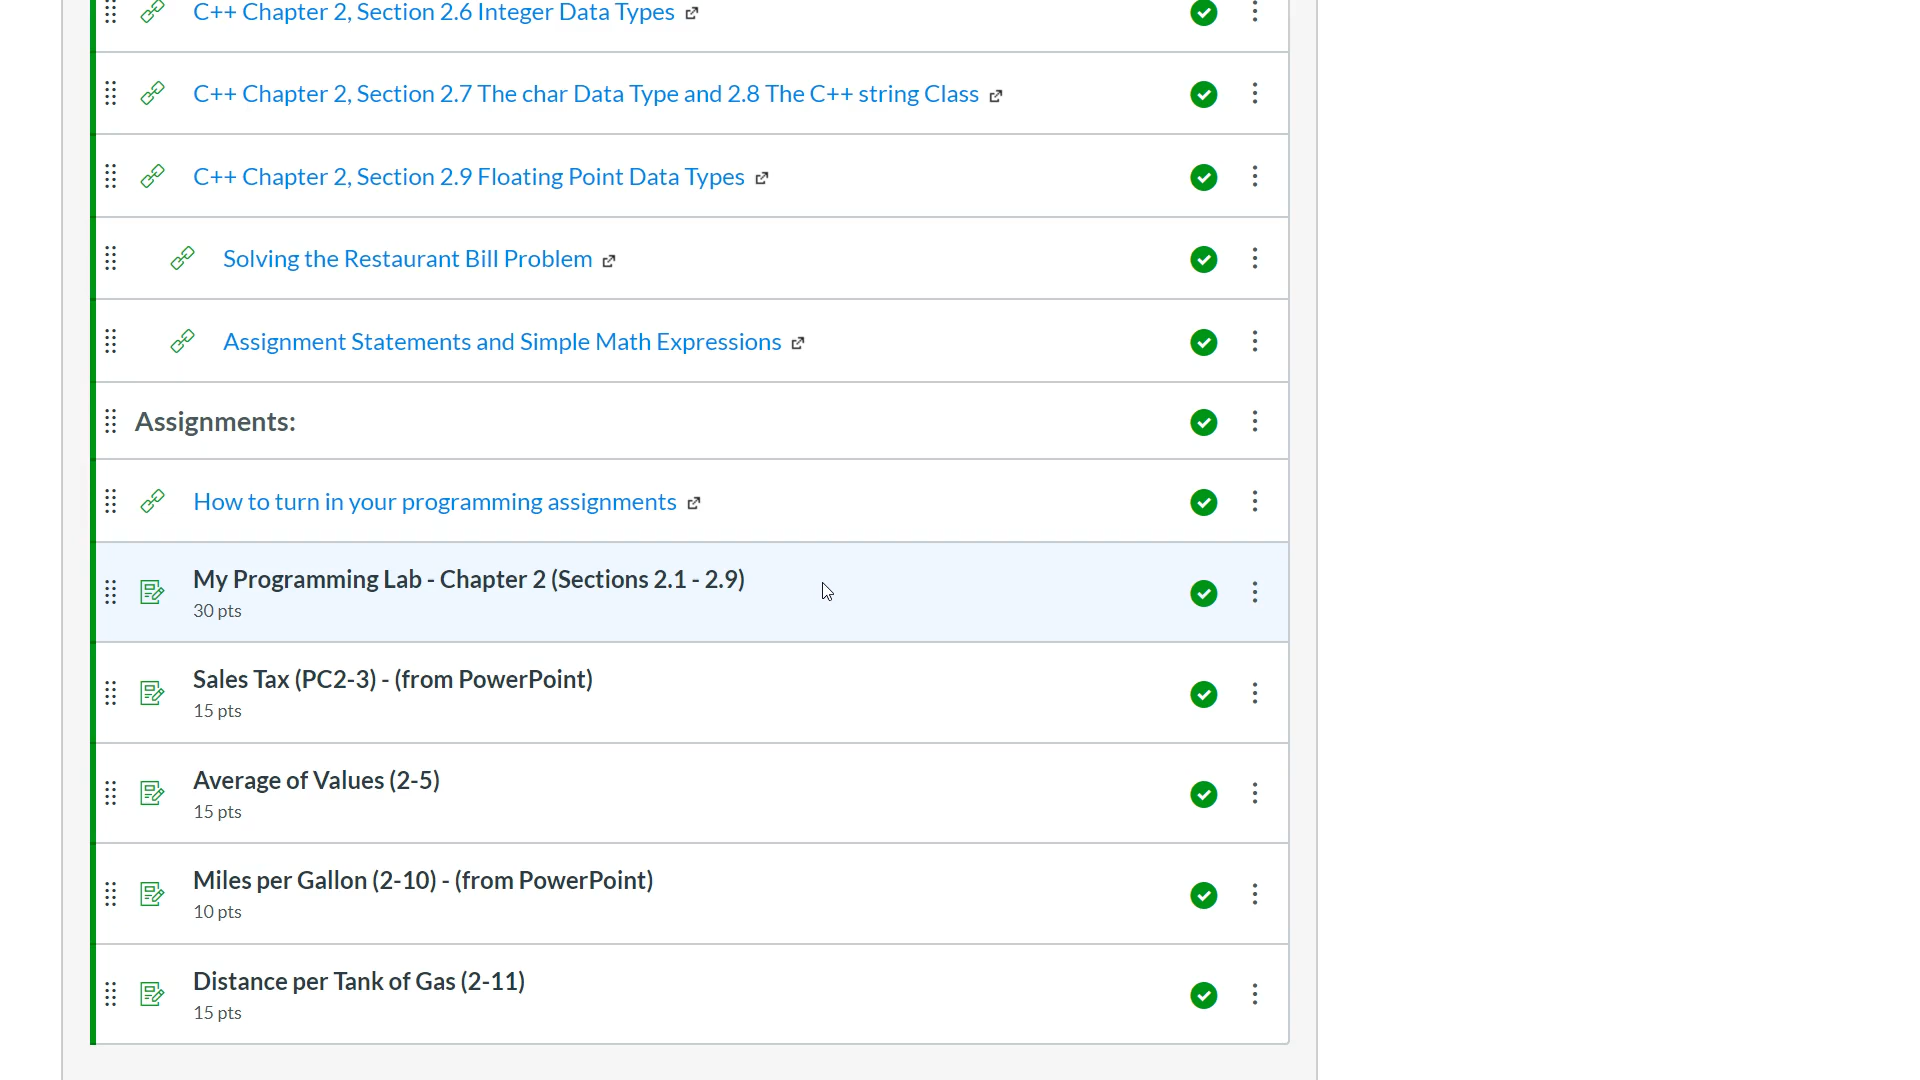 C++ Chapter 2, Section 2.6 Integer Data Types
C++ Chapter 2, Section 2.7 The char Data Type and 2.8 The C++ string Class
C++ Chapter 2, Section 2.9 Floating Point Data Types
Solving the Restaurant Bill Problem
Assignment Statements and Simple Math Expressions
Assignments:
How to turn in your programming assignments
My Programming Lab - Chapter 2 (Sections 2.1 - 2.9)
30 pts
Sales Tax (PC2-3) - (from PowerPoint)
15 pts
Average of Values (2-5)
15 pts
Miles per Gallon (2-10) - (from PowerPoint)
10 pts
Distance per Tank of Gas (2-11)
15 pts